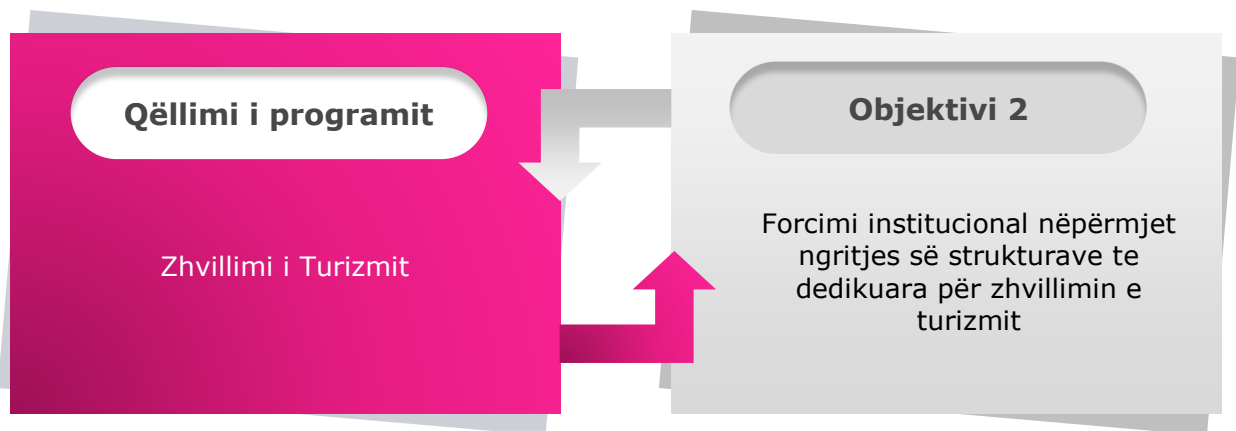 Qëllimi i programit
Zhvillimi i Turizmit
Objektivi 2
Forcimi institucional nëpërmjet
ngritjes së strukturave te
dedikuara për zhvillimin e
turizmit